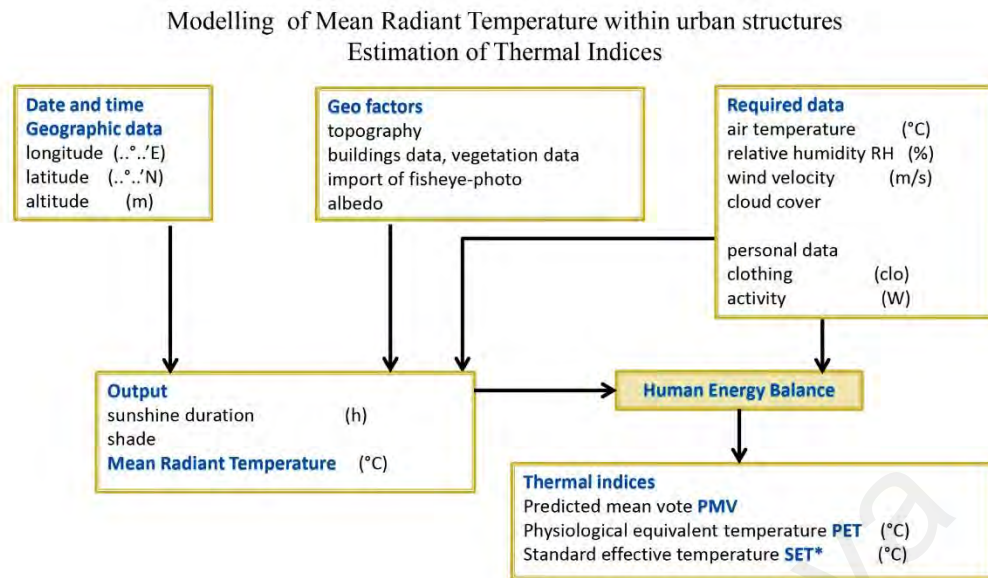 Modelling of Mean Radiant Temperature within urban structures
Estimation of Thermal Indices
Date and time
Geographic data
longitude (..°..'E)
latitude (..°..'N)
altitude (m)
Geo factors
topography
buildings data, vegetation data
import of fisheye-photo
albedo
Required data
air temperature (°C)
relative humidity RH (%)
wind velocity (m/s)
cloud cover
personal data
clothing (clo)
activity (W)
Output
sunshine duration (h)
shade
Mean Radiant Temperature (°C)
Human Energy Balance
Thermal indices
Predicted mean vote PMV
Physiological equivalent temperature PET (°C)
Standard effective temperature SET* (°C)